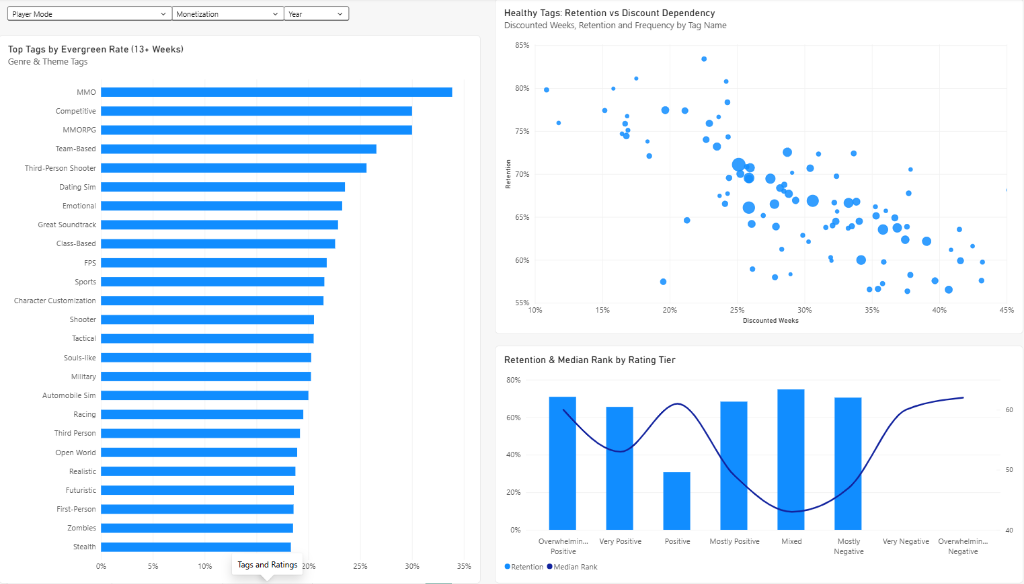 Player Mode
Monetization
Year
Top Tags by Evergreen Rate (13+ Weeks)
Genre & Theme Tags
MMO
Competitive
MMORPG
Team-Based
Third-Person Shooter
Dating Sim
Emotional
Great Soundtrack
Class-Based
FPS
Sports
Character Customization
Shooter
Tactical
Souls-like
Military
Automobile Sim
Racing
Third Person
Open World
Realistic
Futuristic
First-Person
Zombies
Stealth
0% 5% 10% 20% 25% 30% 35%
Tags and Ratings
Healthy Tags: Retention vs Discount Dependency
Discounted Weeks, Retention and Frequency by Tag Name
85%
80%
75%
70%
65%
60%
55%
Retention
10% 15% 20% 25% 30% 35% 40% 45%
Discounted Weeks
Retention & Median Rank by Rating Tier
80%
60%
40%
20%
0%
60
50
40
Overwhelmin... Very Positive Positive Mostly Positive Mixed Mostly Very Negative Overwhelmin...
Positive Negative Negative
Retention Median Rank